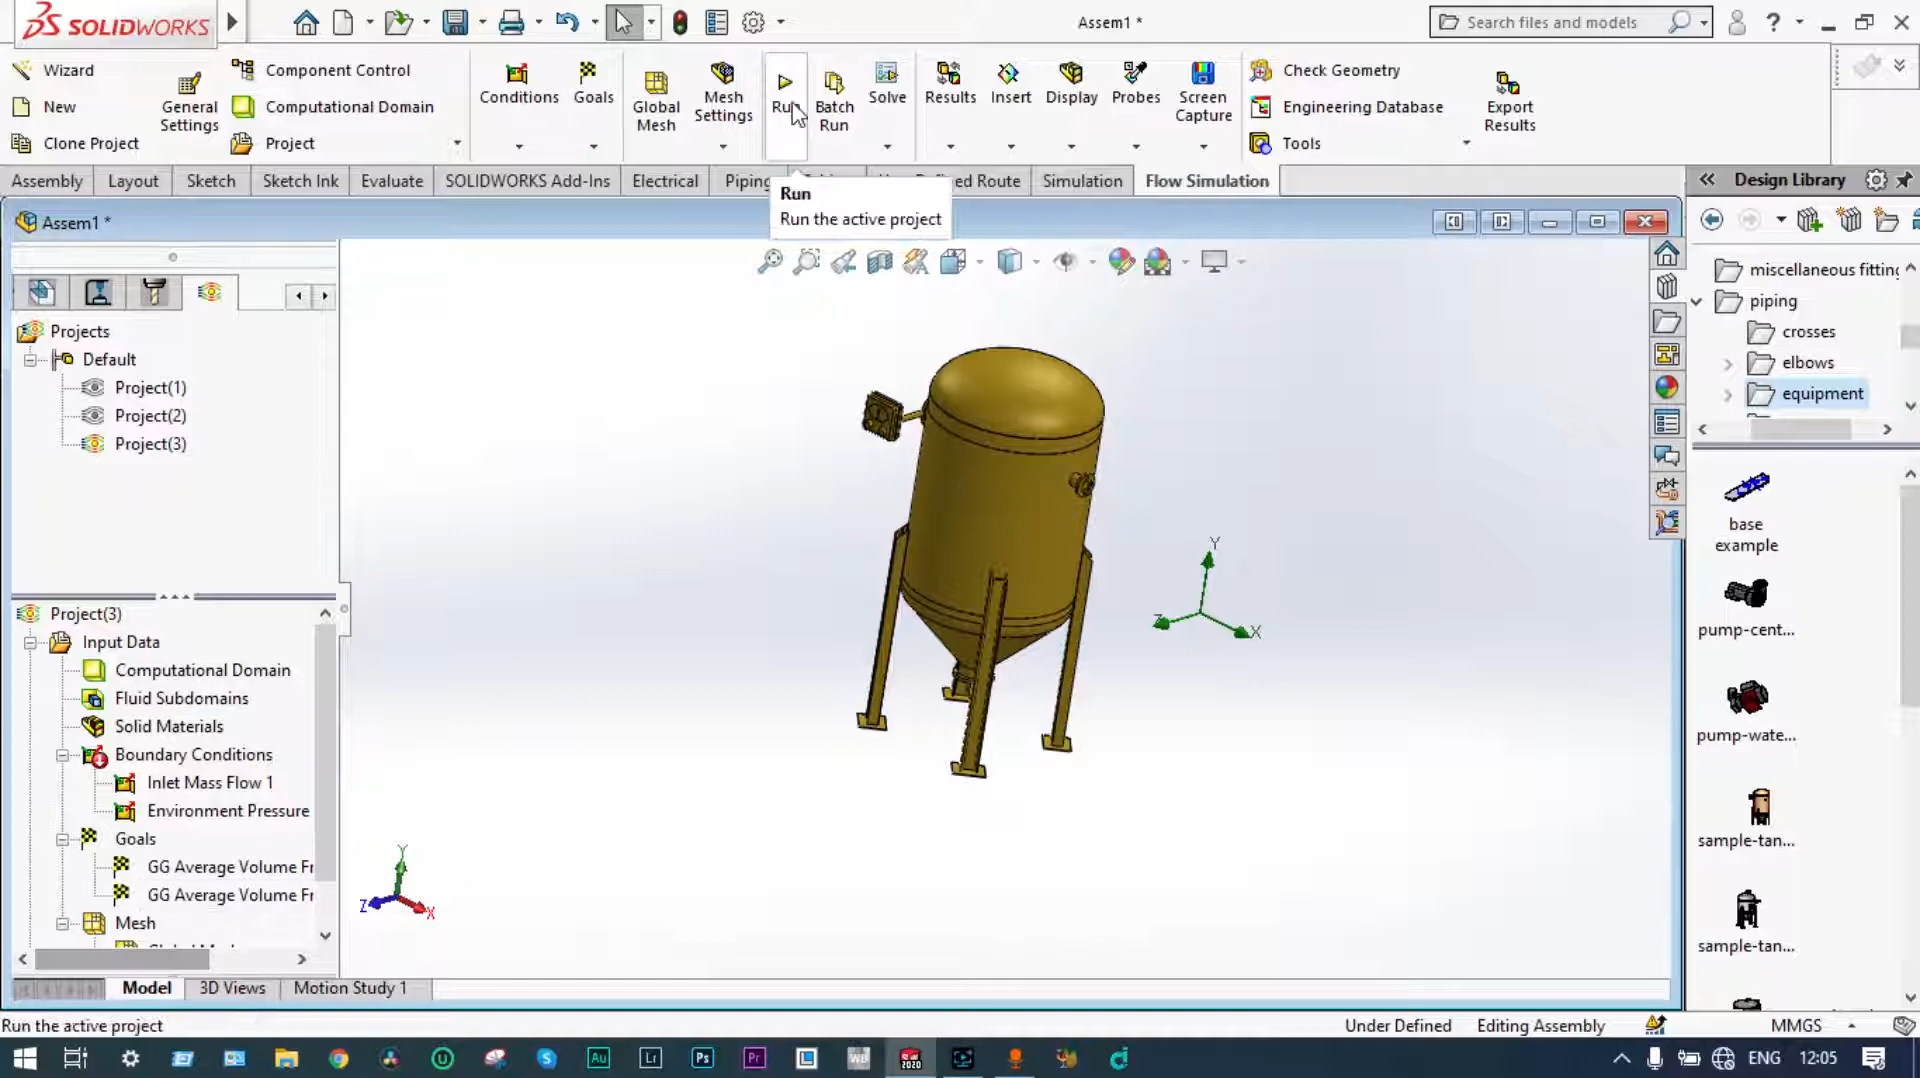 SOLIDWORKS
Assem1 *
Search files and models
Wizard
New
Clone Project
General
Settings
Component Control
Computational Domain
Project
Conditions
Goals
Global
Mesh
Mesh
Settings
Run
Batch
Run
Solve
Results
Insert
Display
Probes
Screen
Capture
Check Geometry
Engineering Database
Tools
Export
Results
Assembly
Layout
Sketch
Sketch Ink
Evaluate
SOLIDWORKS Add-Ins
Electrical
Piping
Route
Simulation
Flow Simulation
Run
Run the active project
Design Library
Assem1 *
Projects
Default
Project(1)
Project(2)
Project(3)
Project(3)
Input Data
Computational Domain
Fluid Subdomains
Solid Materials
Boundary Conditions
Inlet Mass Flow 1
Environment Pressure
Goals
GG Average Volume Fr
GG Average Volume Fr
Mesh
Y
Z
X
Y
Z
X
miscellaneous fitting
piping
crosses
elbows
equipment
base
example
pump-cent...
pump-wate...
sample-tan...
sample-tan...
Model
3D Views
Motion Study 1
Run the active project
Under Defined
Editing Assembly
MMGS
Au
Lr
Ps
Pr
WB
2020
ENG
12:05